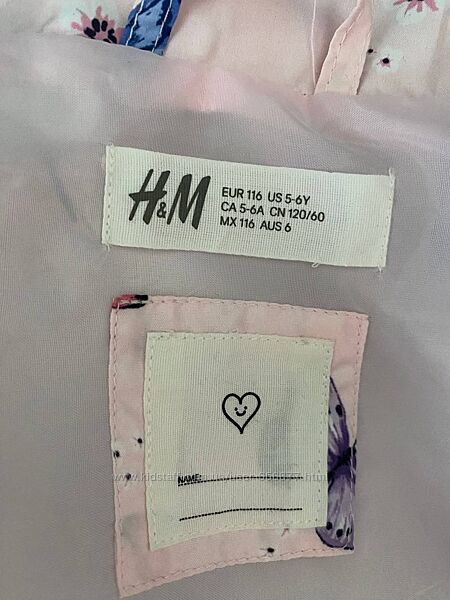 H&M
EUR 116 US 5-6Y
CA 5-6A CN 120/60
MX 116 AUS 6
NAME: